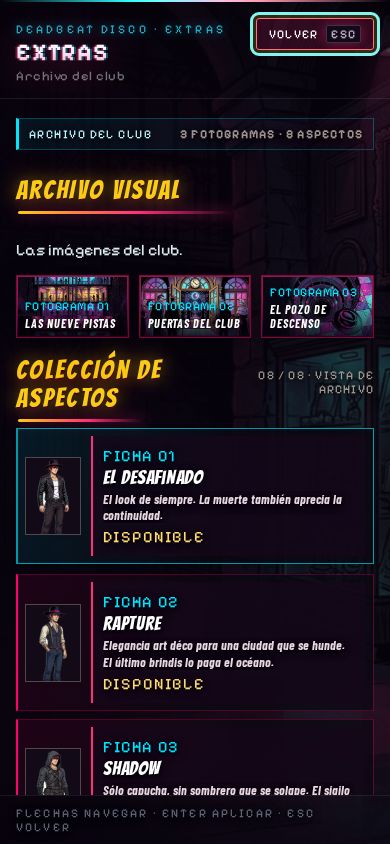 DEADBEAT DISCO · EXTRAS
EXTRAS
Archivo del club
VOLVER ESC
ARCHIVO DEL CLUB
3 FOTOGRAMAS · 8 ASPECTOS
ARCHIVO VISUAL
Las imágenes del club.
FOTOGRAMA 01
LAS NUEVE PISTAS
FOTOGRAMA 02
PUERTAS DEL CLUB
FOTOGRAMA 03
EL POZO DE
DESCENSO
COLECCIÓN DE
ASPECTOS
08 / 08 · VISTA DE
ARCHIVO
FICHA 01
EL DESAFINADO
El look de siempre. La muerte también aprecia la
continuidad.
DISPONIBLE
FICHA 02
RAPTURE
Elegancia art déco para una ciudad que se hunde.
El último brindis lo paga el océano.
DISPONIBLE
FICHA 03
SHADOW
Sólo capucha, sin sombrero que se solape. El sigilo
FLECHAS NAVEGAR · ENTER APLICAR · ESC
VOLVER